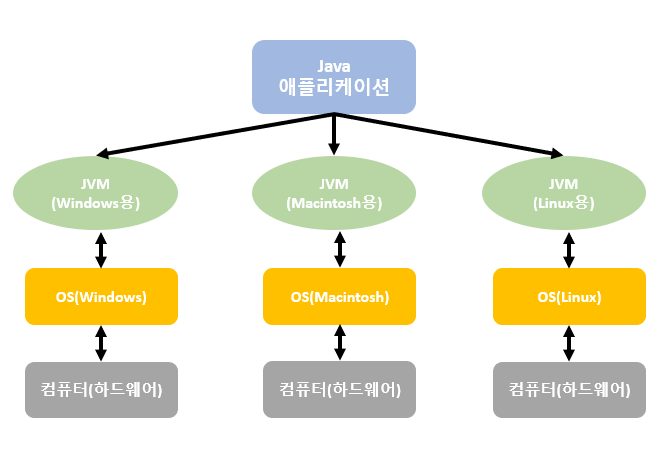 Java
애플리케이션
JVM
(Windows용)
JVM
(Macintosh용)
JVM
(Linux용)
OS(Windows)
OS(Macintosh)
OS(Linux)
컴퓨터(하드웨어)
컴퓨터(하드웨어)
컴퓨터(하드웨어)